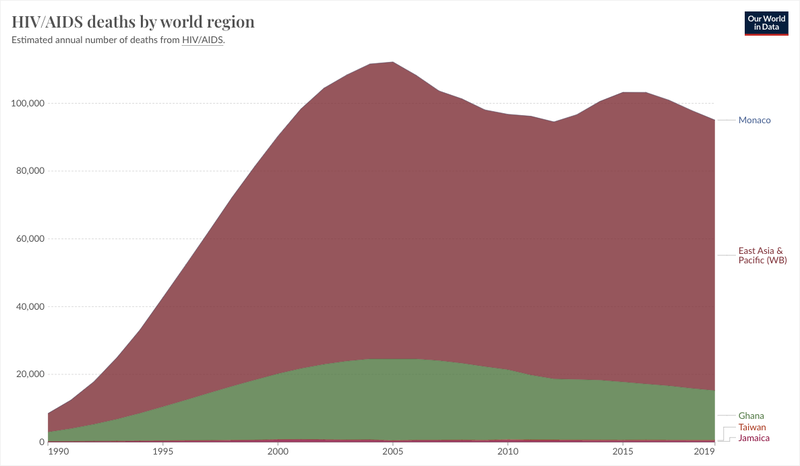 HIV/AIDS deaths by world region
Estimated annual number of deaths from HIV/AIDS.
Our World
in Data
100,000
80,000
60,000
40,000
20,000
0
1990
1995
2000
2005
2010
2015
2019
Monaco
East Asia &
Pacific (WB)
Ghana
Taiwan
Jamaica